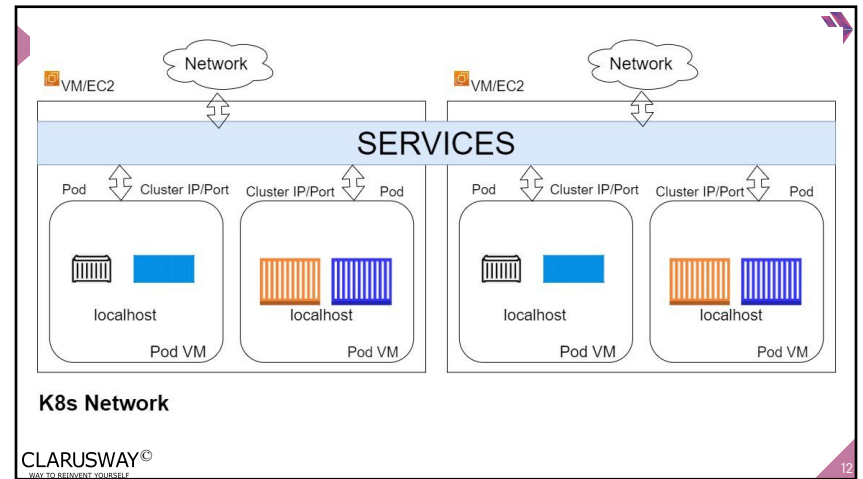 Network
Network
VM/EC2
VM/EC2
SERVICES
Pod
Cluster IP/Port
Cluster IP/Port
Pod
Pod
Cluster IP/Port
Cluster IP/Port
Pod
localhost
localhost
localhost
localhost
Pod VM
Pod VM
Pod VM
Pod VM
K8s Network
CLARUSWAY©
WAY TO REINVENT YOURSELF
12